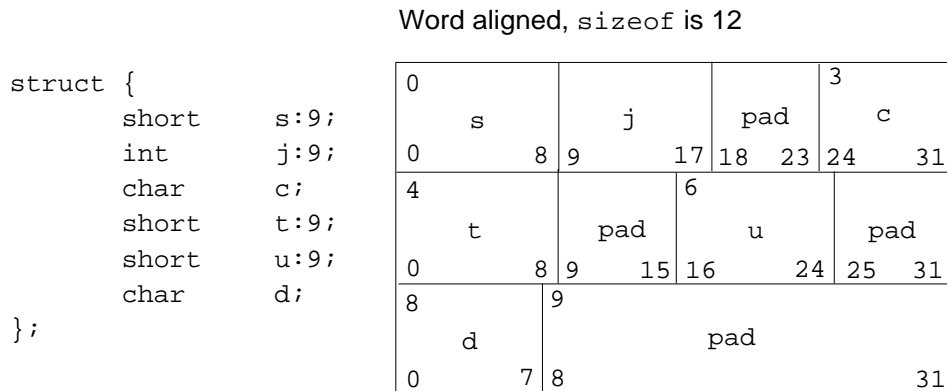 Word aligned, sizeof is 12
struct {
short s:9;
int j:9;
char c;
short t:9;
short u:9;
char d;
};
0 3
s j pad c
0 8 9 17 18 23 24 31
4 6
t pad u pad
0 8 9 15 16 24 25 31
8 9
d pad
0 7 8 31